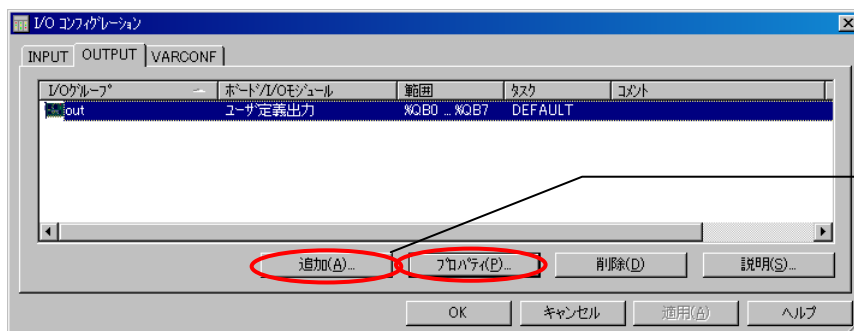 I/O ｺﾝﾌｨｸﾞﾚｰｼｮﾝ
INPUT OUTPUT VARCONF
I/Oｸﾞﾙｰﾌﾟ ﾎﾞｰﾄﾞ/I/Oﾓｼﾞｭｰﾙ 範囲 ﾀｽｸ ｺﾒﾝﾄ
out ﾕｰｻﾞ定義出力 %QB0 ... %QB7 DEFAULT
追加(A)... ﾌﾟﾛﾊﾟﾃｨ(P)... 削除(D) 説明(S)...
OK ｷｬﾝｾﾙ 適用(A) ﾍﾙﾌﾟ